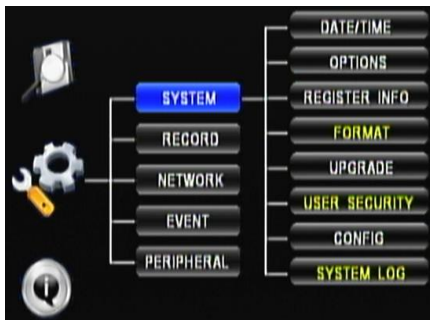 SYSTEM
RECORD
NETWORK
EVENT
PERIPHERAL
DATE/TIME
OPTIONS
REGISTER INFO
FORMAT
UPGRADE
USER SECURITY
CONFIG
SYSTEM LOG